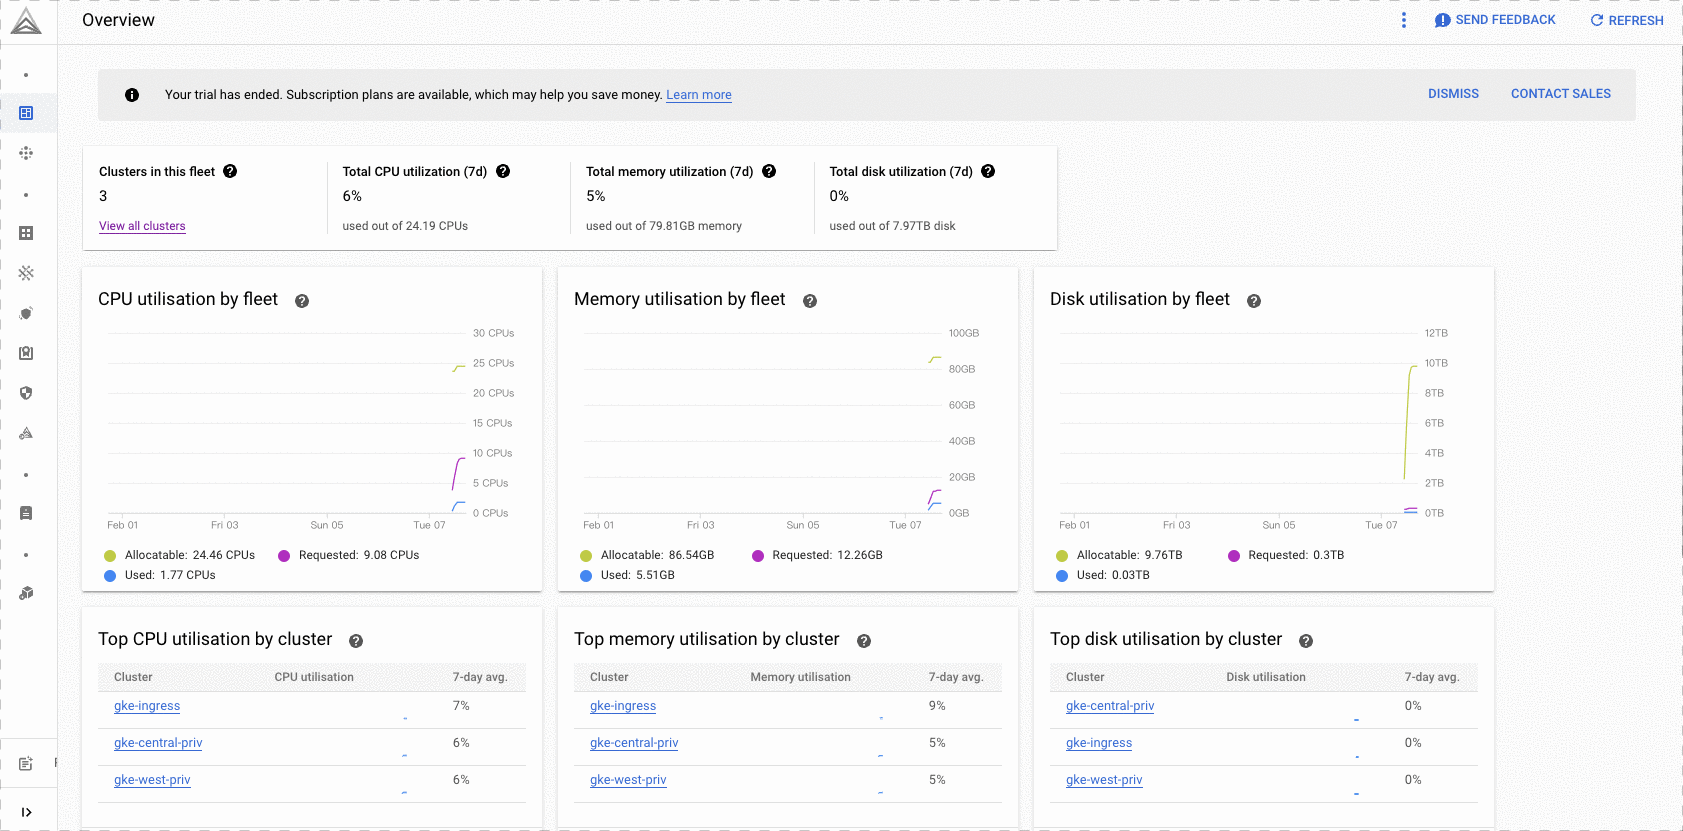 Overview
SEND FEEDBACK
REFRESH
Your trial has ended. Subscription plans are available, which may help you save money. Learn more
DISMISS
CONTACT SALES
Clusters in this fleet
3
View all clusters
Total CPU utilization (7d)
6%
used out of 24.19 CPUs
Total memory utilization (7d)
5%
used out of 79.81GB memory
Total disk utilization (7d)
0%
used out of 7.97TB disk
CPU utilisation by fleet
30 CPUs
25 CPUs
20 CPUs
15 CPUs
10 CPUs
5 CPUs
0 CPUs
Feb 01 Fri 03 Sun 05 Tue 07
Allocatable: 24.46 CPUs Requested: 9.08 CPUs
Used: 1.77 CPUs
Memory utilisation by fleet
100GB
80GB
60GB
40GB
20GB
0GB
Feb 01 Fri 03 Sun 05 Tue 07
Allocatable: 86.54GB Requested: 12.26GB
Used: 5.51GB
Disk utilisation by fleet
12TB
10TB
8TB
6TB
4TB
2TB
0TB
Feb 01 Fri 03 Sun 05 Tue 07
Allocatable: 9.76TB Requested: 0.3TB
Used: 0.03TB
Top CPU utilisation by cluster
Cluster CPU utilisation 7-day avg.
gke-ingress 7%
gke-central-priv 6%
gke-west-priv 6%
Top memory utilisation by cluster
Cluster Memory utilisation 7-day avg.
gke-ingress 9%
gke-central-priv 5%
gke-west-priv 5%
Top disk utilisation by cluster
Cluster Disk utilisation 7-day avg.
gke-central-priv 0%
gke-ingress 0%
gke-west-priv 0%